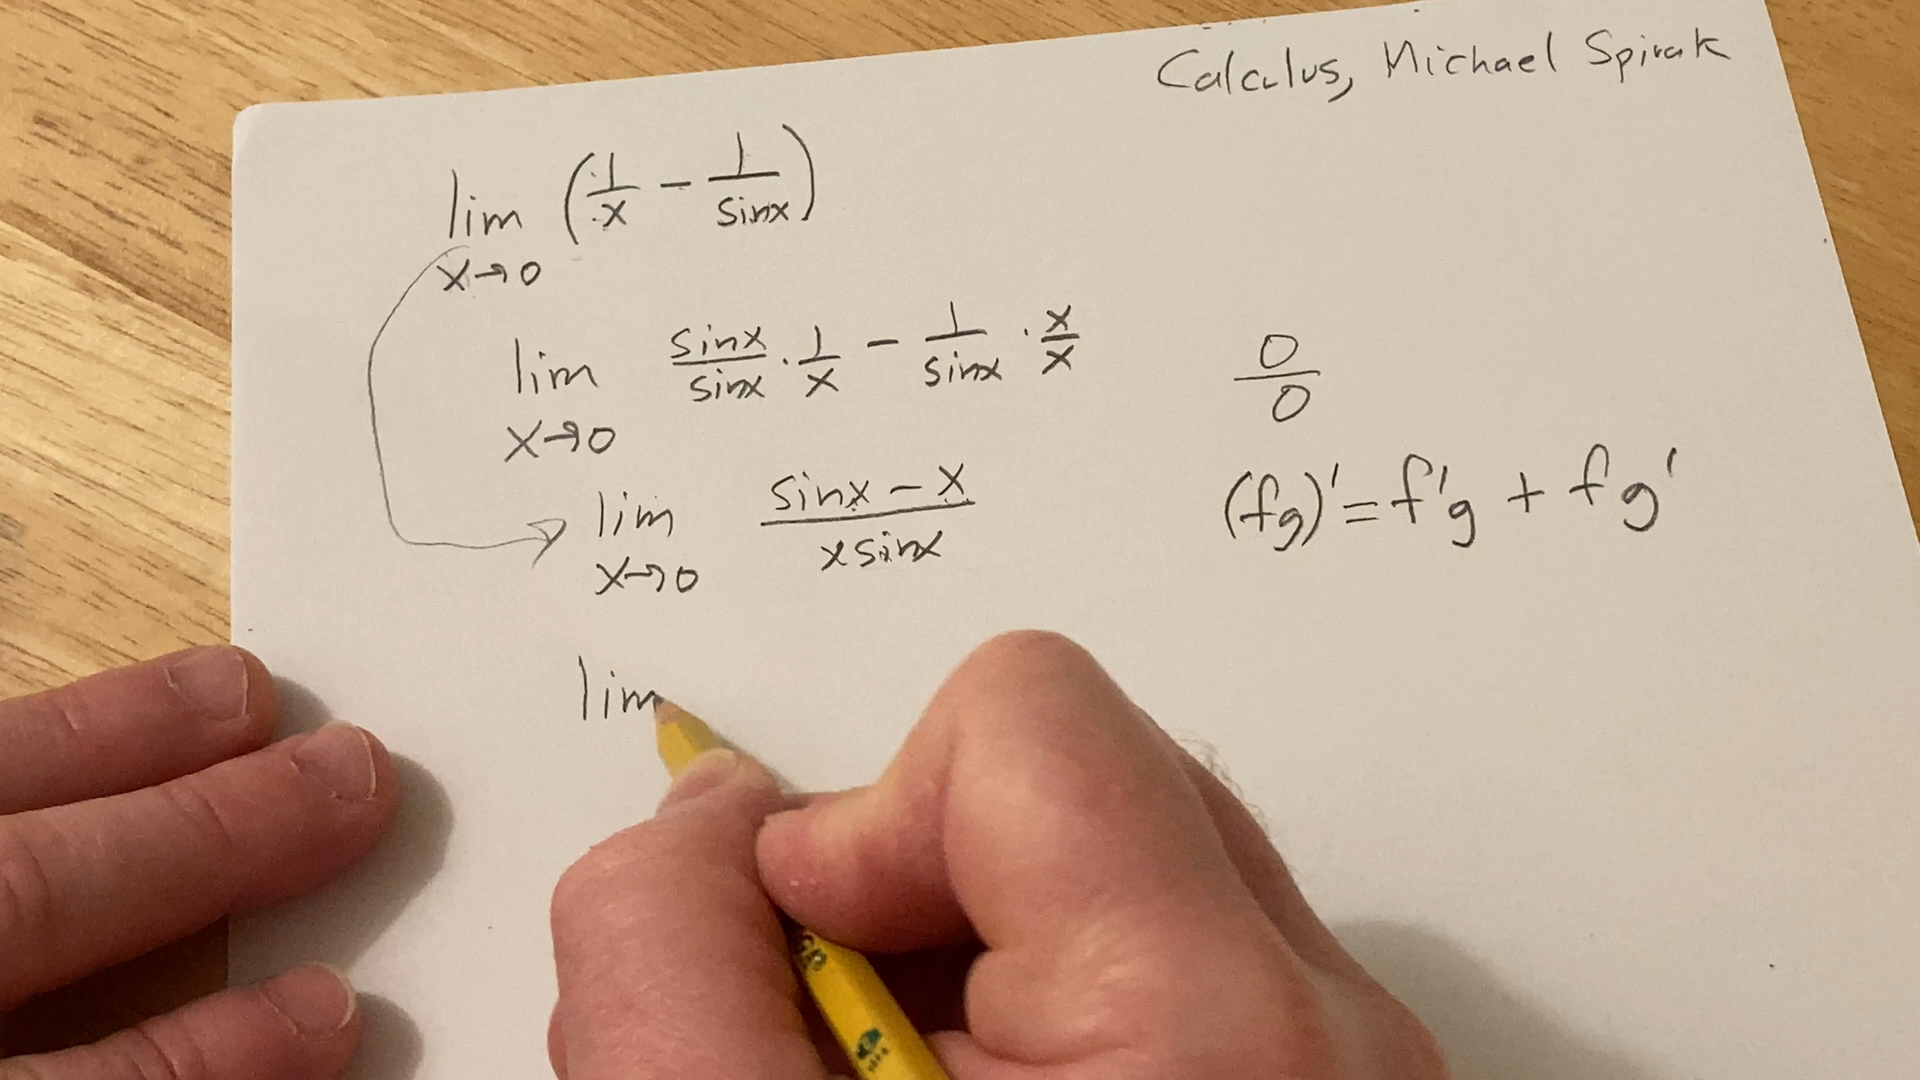 Calculus, Michael Spivak
lim (1/x - 1/sinx)
x→0
lim sinx/sinx · 1/x - 1/sinx · x/x
x→0
0/0
lim (sinx - x)/(x sinx)
x→0
(fg)' = f'g + fg'
lim